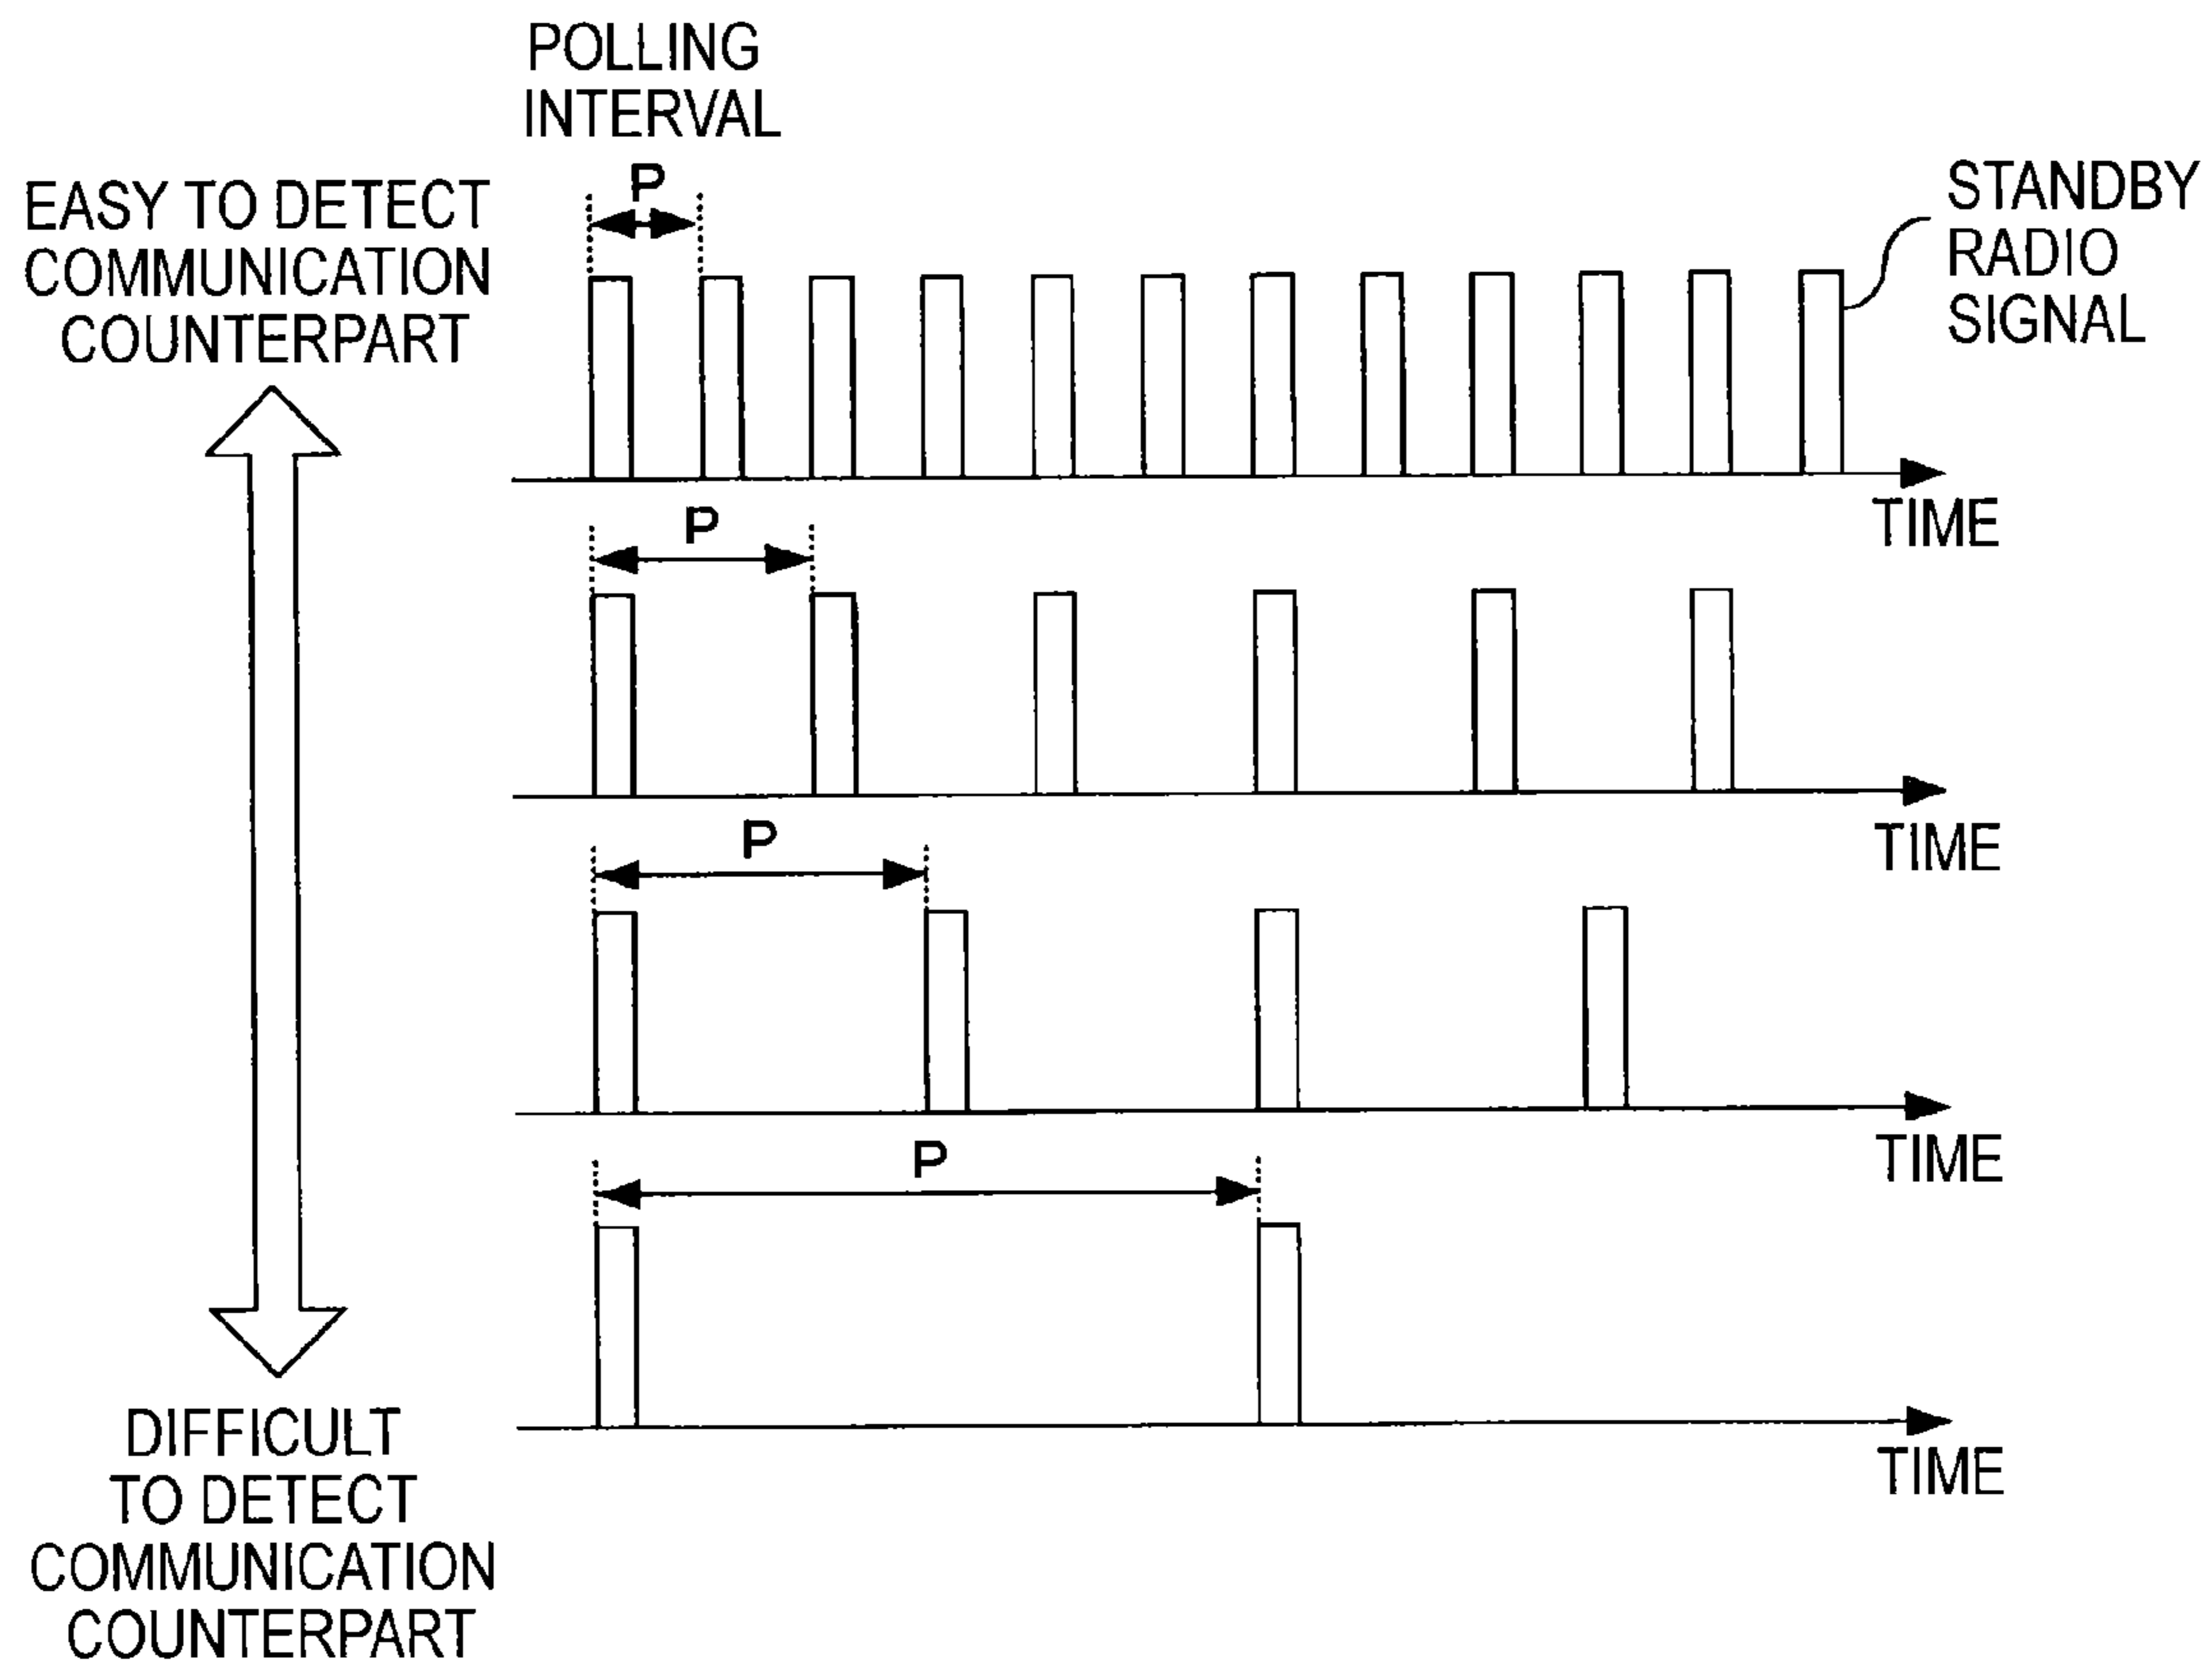 POLLING
INTERVAL
P
EASY TO DETECT
COMMUNICATION
COUNTERPART
STANDBY
RADIO
SIGNAL
TIME
P
TIME
P
TIME
P
TIME
DIFFICULT
TO DETECT
COMMUNICATION
COUNTERPART